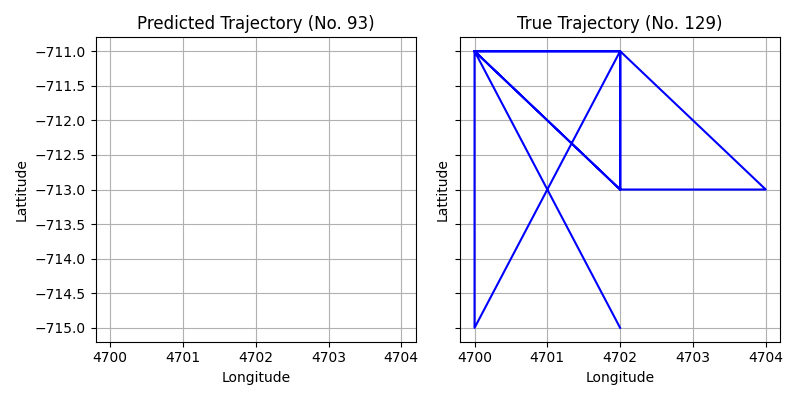 Predicted Trajectory (No. 93)
True Trajectory (No. 129)
Lattitude
−711.0
−711.5
−712.0
−712.5
−713.0
−713.5
−714.0
−714.5
−715.0
4700 4701 4702 4703 4704
Longitude
Lattitude
4700 4701 4702 4703 4704
Longitude